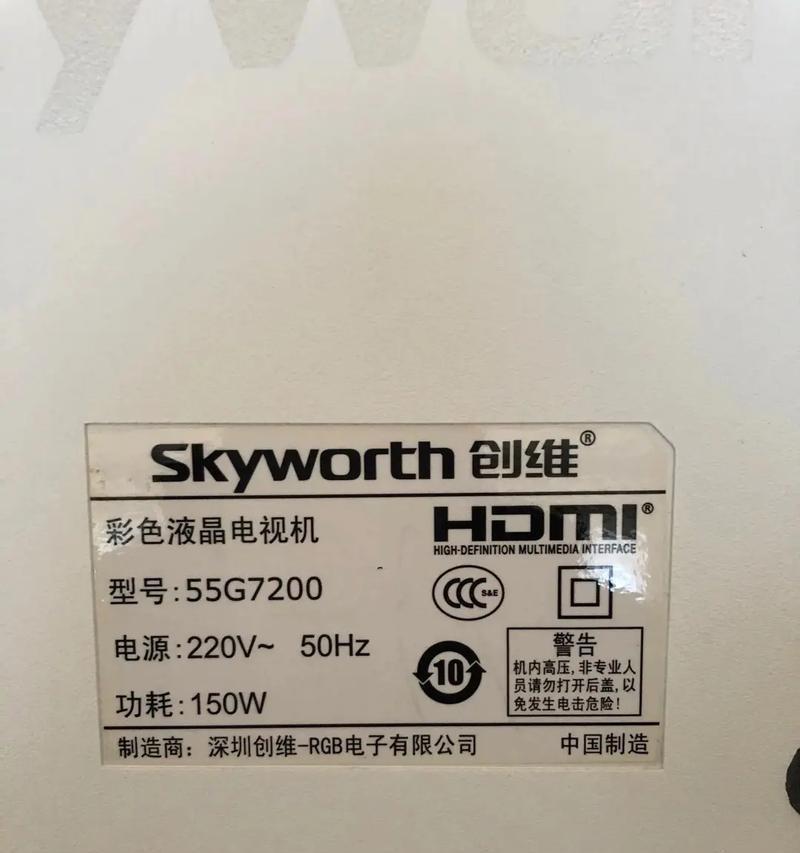 Skyworth 创维®
彩色液晶电视机
HDMI®
HIGH-DEFINITION MULTIMEDIA INTERFACE
型号:55G7200
CCC S&E
电源:220V~ 50Hz
功耗:150W
10
警告
机内高压,非专业人
员请勿打开后盖,以
免发生电击危险!
制造商: 深圳创维-RGB电子有限公司 中国制造